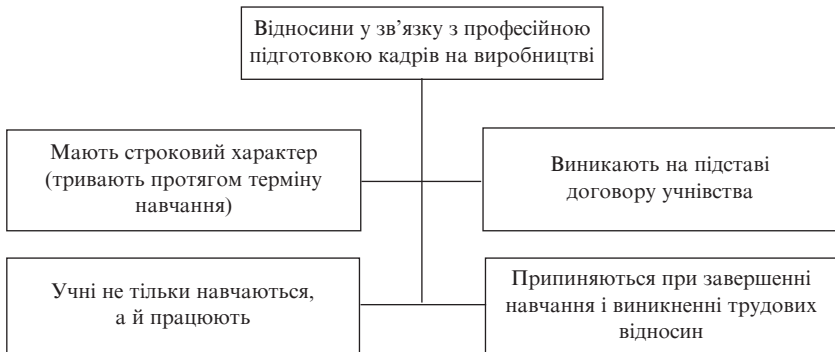 Відносини у зв’язку з професійною
підготовкою кадрів на виробництві
Мають строковий характер
(тривають протягом терміну
навчання)
Виникають на підставі
договору учнівства
Учні не тільки навчаються,
а й працюють
Припиняються при завершенні
навчання і виникненні трудових
відносин